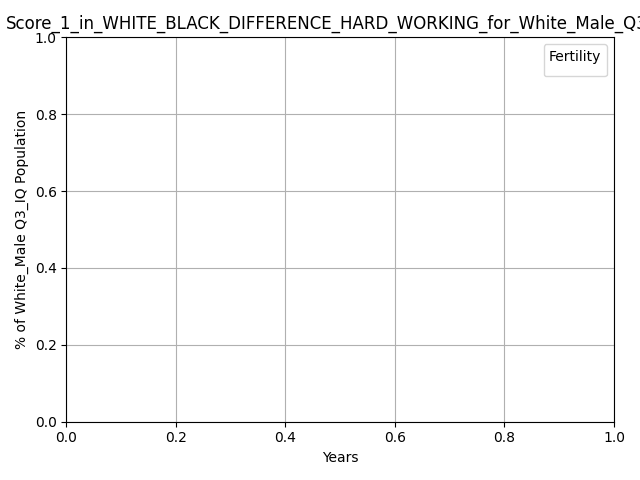 Score_1_in_WHITE_BLACK_DIFFERENCE_HARD_WORKING_for_White_Male_Q3
1.0
Fertility
0.8
0.6
0.4
0.2
0.0
% of White_Male Q3_IQ Population
0.0 0.2 0.4 0.6 0.8 1.0
Years